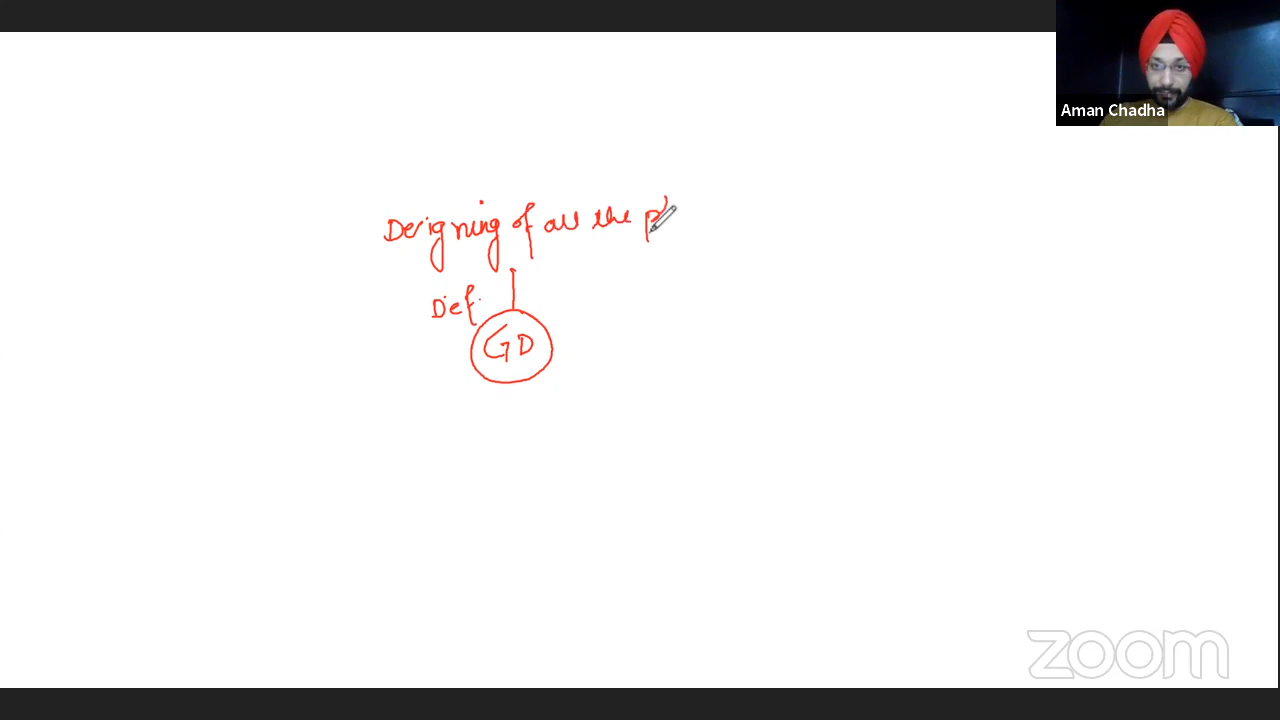 Aman Chadha
Designing of all the p
Def.
GD
zoom